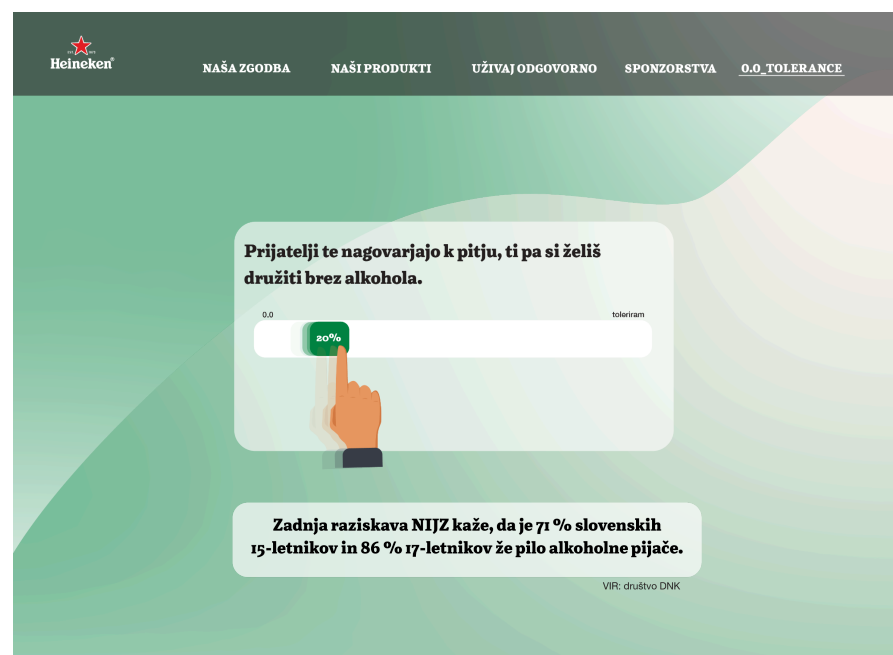 Heineken®
NAŠA ZGODBA NAŠI PRODUKTI UŽIVAJ ODGOVORNO SPONZORSTVA 0.0_TOLERANCE
Prijatelji te nagovarjajo k pitju, ti pa si želiš
družiti brez alkohola.
0.0 toleriram
20%
Zadnja raziskava NIJZ kaže, da je 71 % slovenskih
15-letnikov in 86 % 17-letnikov že pilo alkoholne pijače.
VIR: društvo DNK